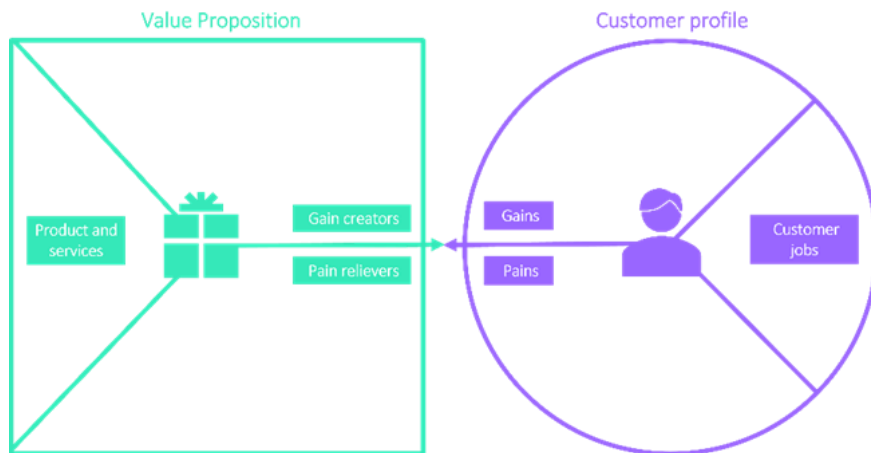 Value Proposition
Customer profile
Product and
services
Gain creators
Pain relievers
Gains
Pains
Customer
jobs